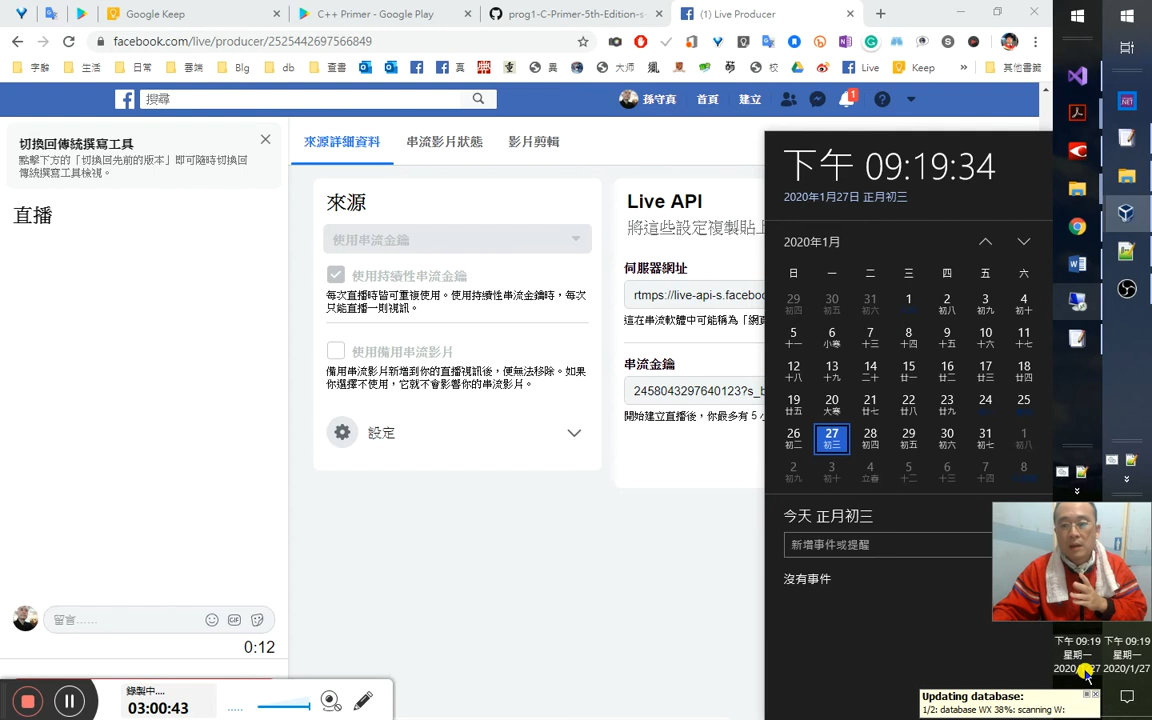 Google Keep
C++ Primer - Google Play
prog1-C-Primer-5th-Edition-s
(1) Live Producer
facebook.com/live/producer/2525442697566849
字辭
生活
日常
雲端
Blg
db
查書
真
異
大师
校
Live
Keep
»
其他書籤
搜尋
孫守真
首頁
建立
1
切換回傳統撰寫工具
點擊下方的「切換回先前的版本」即可隨時切換回
傳統撰寫工具檢視。
直播
留言......
GIF
0:12
來源詳細資料
串流影片狀態
影片剪輯
來源
使用串流金鑰
使用持續性串流金鑰
每次直播時皆可重複使用。使用持續性串流金鑰時，每次
只能直播一則視訊。
使用備用串流影片
備用串流影片新增到你的直播視訊後，便無法移除。如果
你選擇不使用，它就不會影響你的串流影片。
設定
Live API
將這些設定複製貼上
伺服器網址
rtmps://live-api-s.facebo
這在串流軟體中可能稱為「網頁
串流金鑰
2458043297640123?s_b
開始建立直播後，你最多有 5 小
下午 09:19:34
2020年1月27日 正月初三
2020年1月
日 一 二 三 四 五 六
29 30 31 1 2 3 4
初四 初五 初六 初八 初九 初十
5 6 7 8 9 10 11
十一 小寒 十三 十四 十五 十六 十七
12 13 14 15 16 17 18
十八 十九 二十 廿一 廿二 廿三 廿四
19 20 21 22 23 24 25
廿五 大寒 廿七 廿八 廿九
26 27 28 29 30 31 1
初二 初三 初四 初五 初六 初七 初八
2 3 4 5 6 7 8
初九 初十 立春 十二 十三 十四
今天 正月初三
新增事件或提醒
沒有事件
錄製中....
03:00:43
下午 09:19
星期一
2020/1/27
下午 09:19
星期一
2020/1/27
Updating database:
1/2: database WX 38%: scanning W: